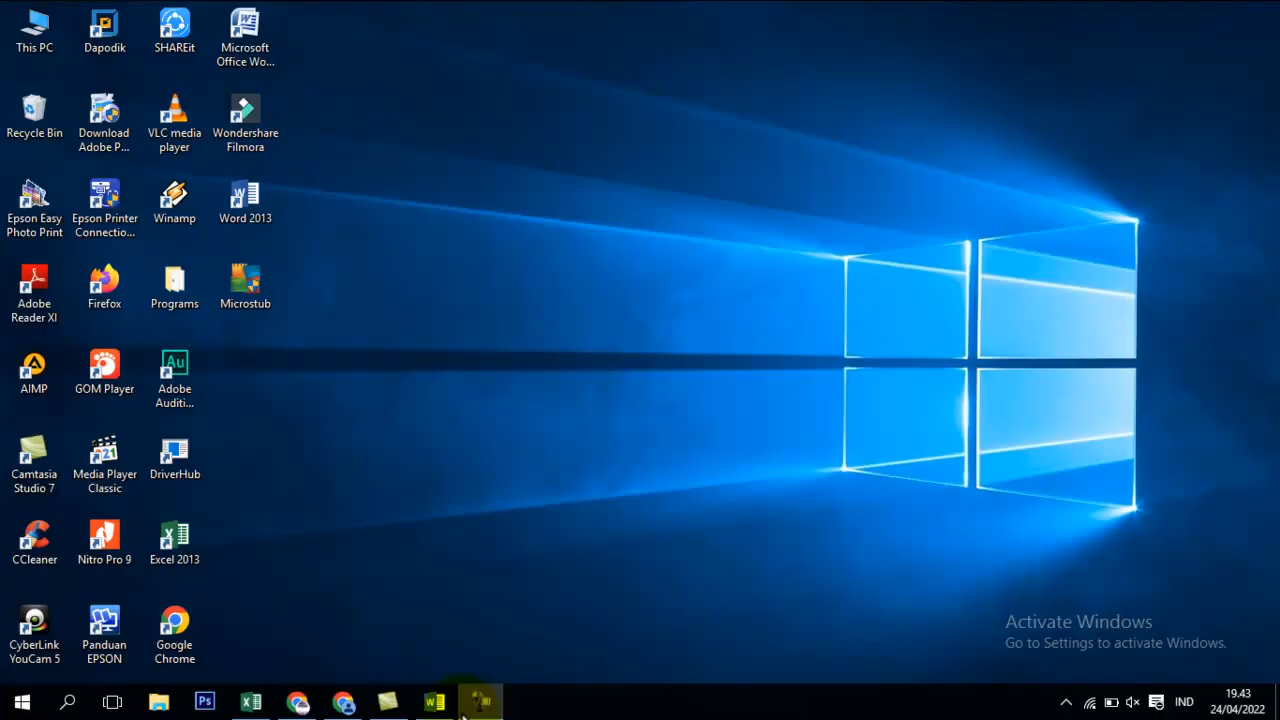 This PC
Dapodik
SHAREit
Microsoft
Office Wo...
Recycle Bin
Download
Adobe P...
VLC media
player
Wondershare
Filmora
Epson Easy
Photo Print
Epson Printer
Connectio...
Winamp
Word 2013
Adobe
Reader XI
Firefox
Programs
Microstub
AIMP
GOM Player
Au
Adobe
Auditi...
Camtasia
Studio 7
321
Media Player
Classic
DriverHub
CCleaner
Nitro Pro 9
Excel 2013
CyberLink
YouCam 5
Panduan
EPSON
Google
Chrome
Activate Windows
Go to Settings to activate Windows.
Ps
IND
19.43
24/04/2022